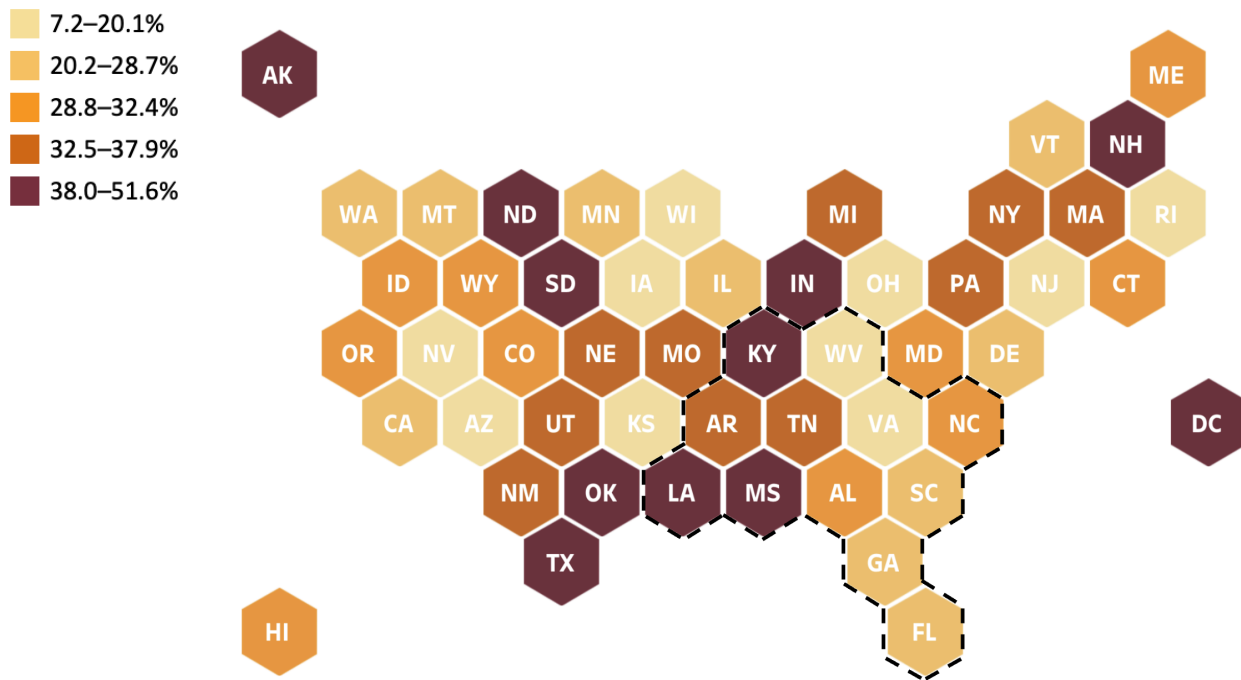 7.2–20.1%
20.2–28.7%
28.8–32.4%
32.5–37.9%
38.0–51.6%
AK
ME
VT NH
WA MT ND MN WI MI NY MA RI
ID WY SD IA IL IN OH PA NJ CT
OR NV CO NE MO KY WV MD DE
CA AZ UT KS AR TN VA NC DC
NM OK LA MS AL SC
TX GA
HI FL